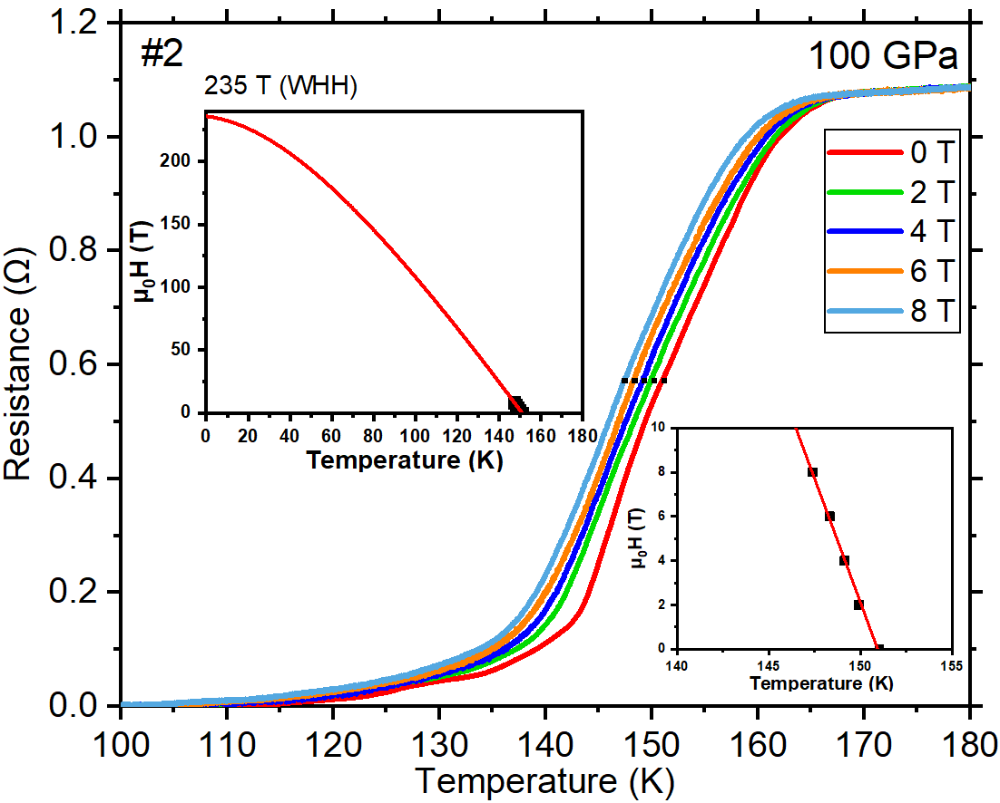 #2
100 GPa
235 T (WHH)
0 T
2 T
4 T
6 T
8 T
1.2
1.0
0.8
0.6
0.4
0.2
0.0
Resistance (Ω)
100 110 120 130 140 150 160 170 180
Temperature (K)
200
150
100
50
0
μ0H (T)
0 20 40 60 80 100 120 140 160 180
Temperature (K)
10
8
6
4
2
0
μ0H (T)
140 145 150 155
Temperature (K)